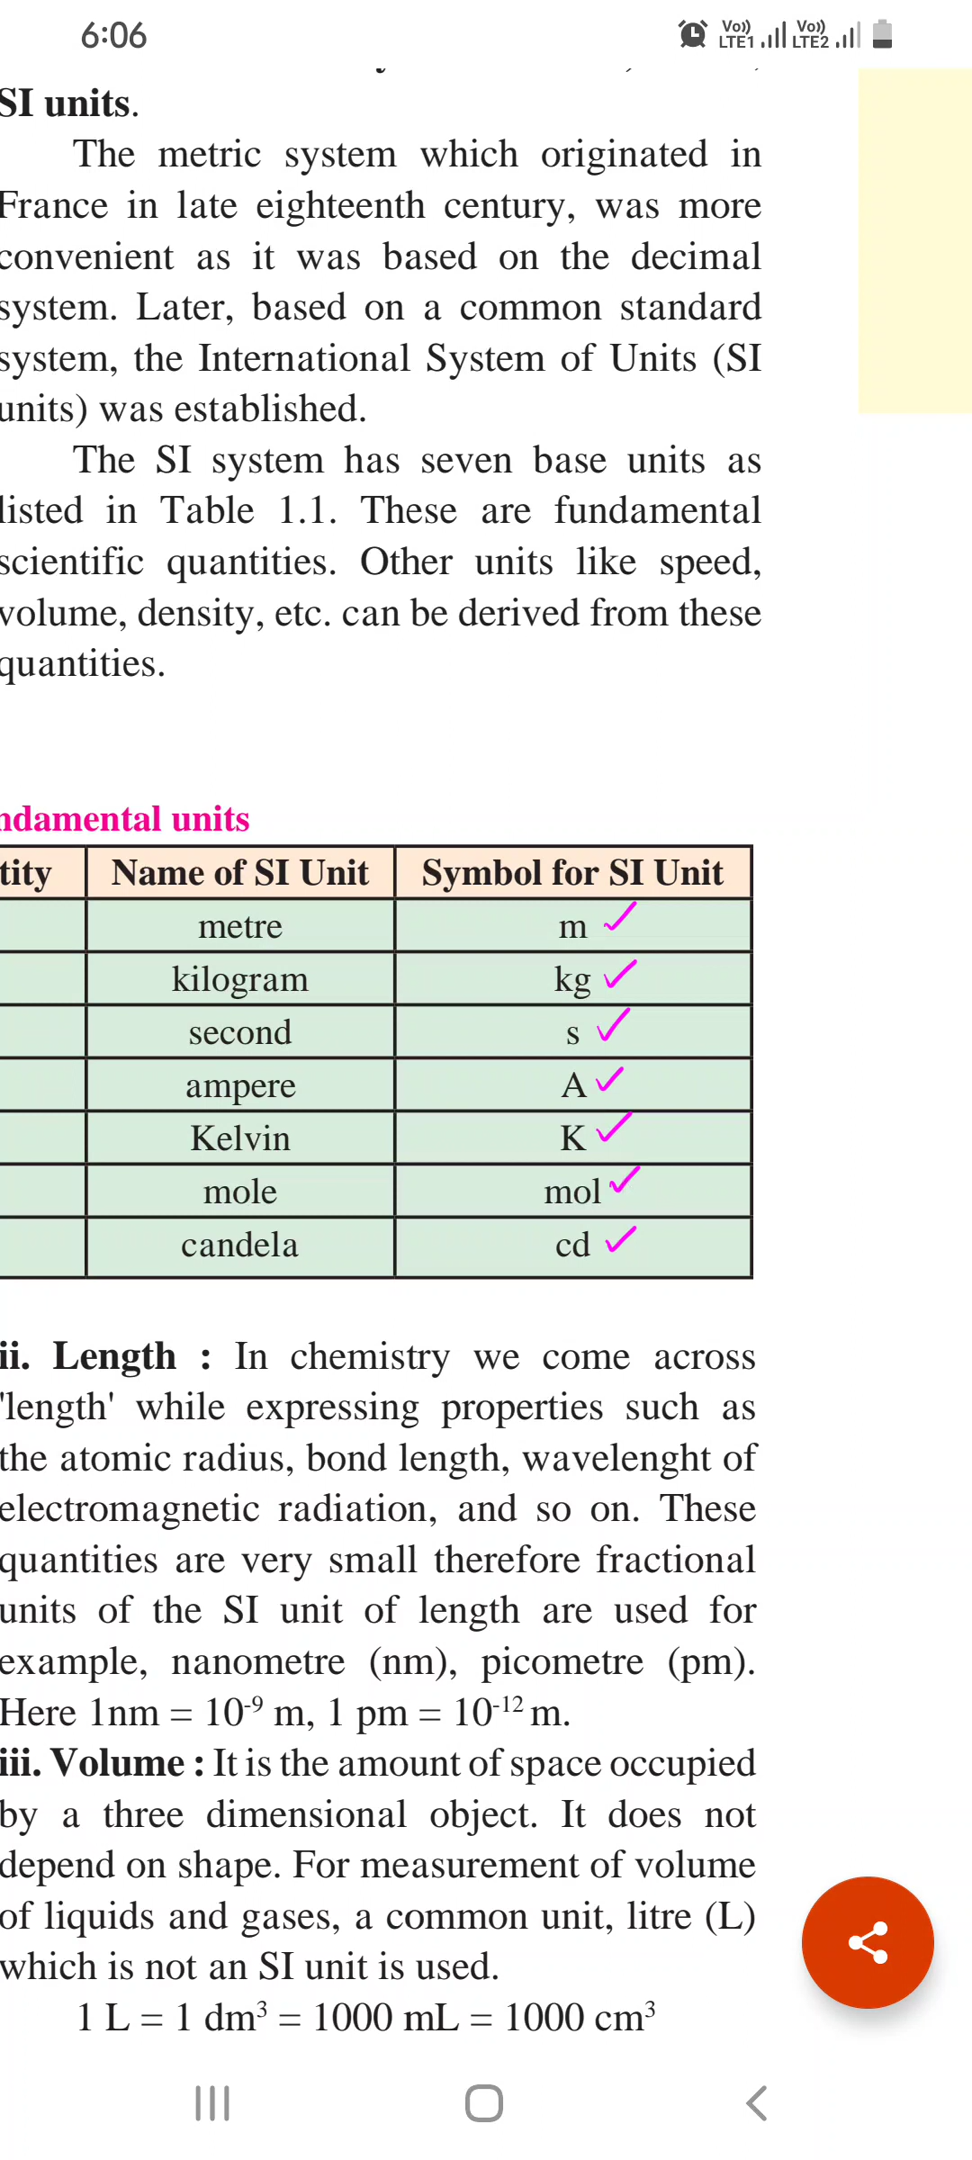 6:06
Vo)) LTE1 Vo)) LTE2
SI units.
The metric system which originated in
France in late eighteenth century, was more
convenient as it was based on the decimal
system. Later, based on a common standard
system, the International System of Units (SI
units) was established.
The SI system has seven base units as
listed in Table 1.1. These are fundamental
scientific quantities. Other units like speed,
volume, density, etc. can be derived from these
quantities.
ndamental units
tity Name of SI Unit Symbol for SI Unit
metre m ✓
kilogram kg ✓
second s ✓
ampere A ✓
Kelvin K ✓
mole mol ✓
candela cd ✓
ii. Length : In chemistry we come across
'length' while expressing properties such as
the atomic radius, bond length, wavelenght of
electromagnetic radiation, and so on. These
quantities are very small therefore fractional
units of the SI unit of length are used for
example, nanometre (nm), picometre (pm).
Here 1nm = 10⁻⁹ m, 1 pm = 10⁻¹² m.
iii. Volume : It is the amount of space occupied
by a three dimensional object. It does not
depend on shape. For measurement of volume
of liquids and gases, a common unit, litre (L)
which is not an SI unit is used.
1 L = 1 dm³ = 1000 mL = 1000 cm³